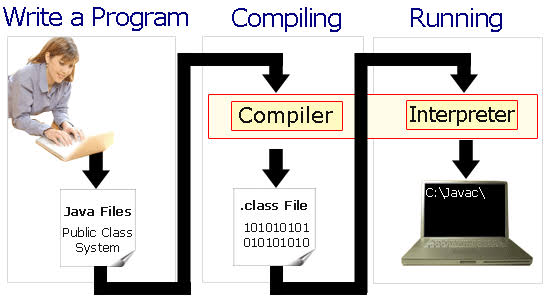 Write a Program
Compiling
Running
Compiler
Interpreter
Java Files
Public Class
System
.class File
101010101
010101010
C:\Javac\